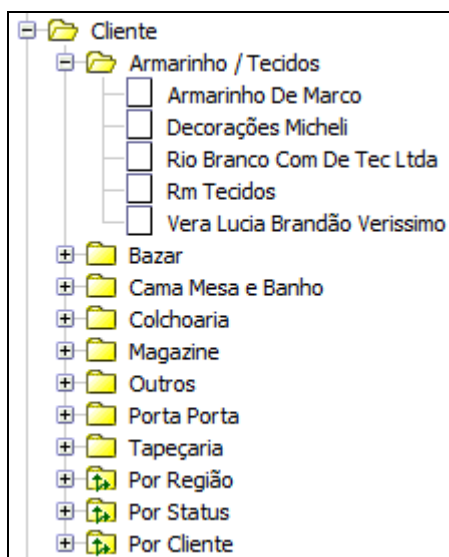 Cliente
Armarinho / Tecidos
Armarinho De Marco
Decorações Micheli
Rio Branco Com De Tec Ltda
Rm Tecidos
Vera Lucia Brandão Verissimo
Bazar
Cama Mesa e Banho
Colchoaria
Magazine
Outros
Porta Porta
Tapeçaria
Por Região
Por Status
Por Cliente